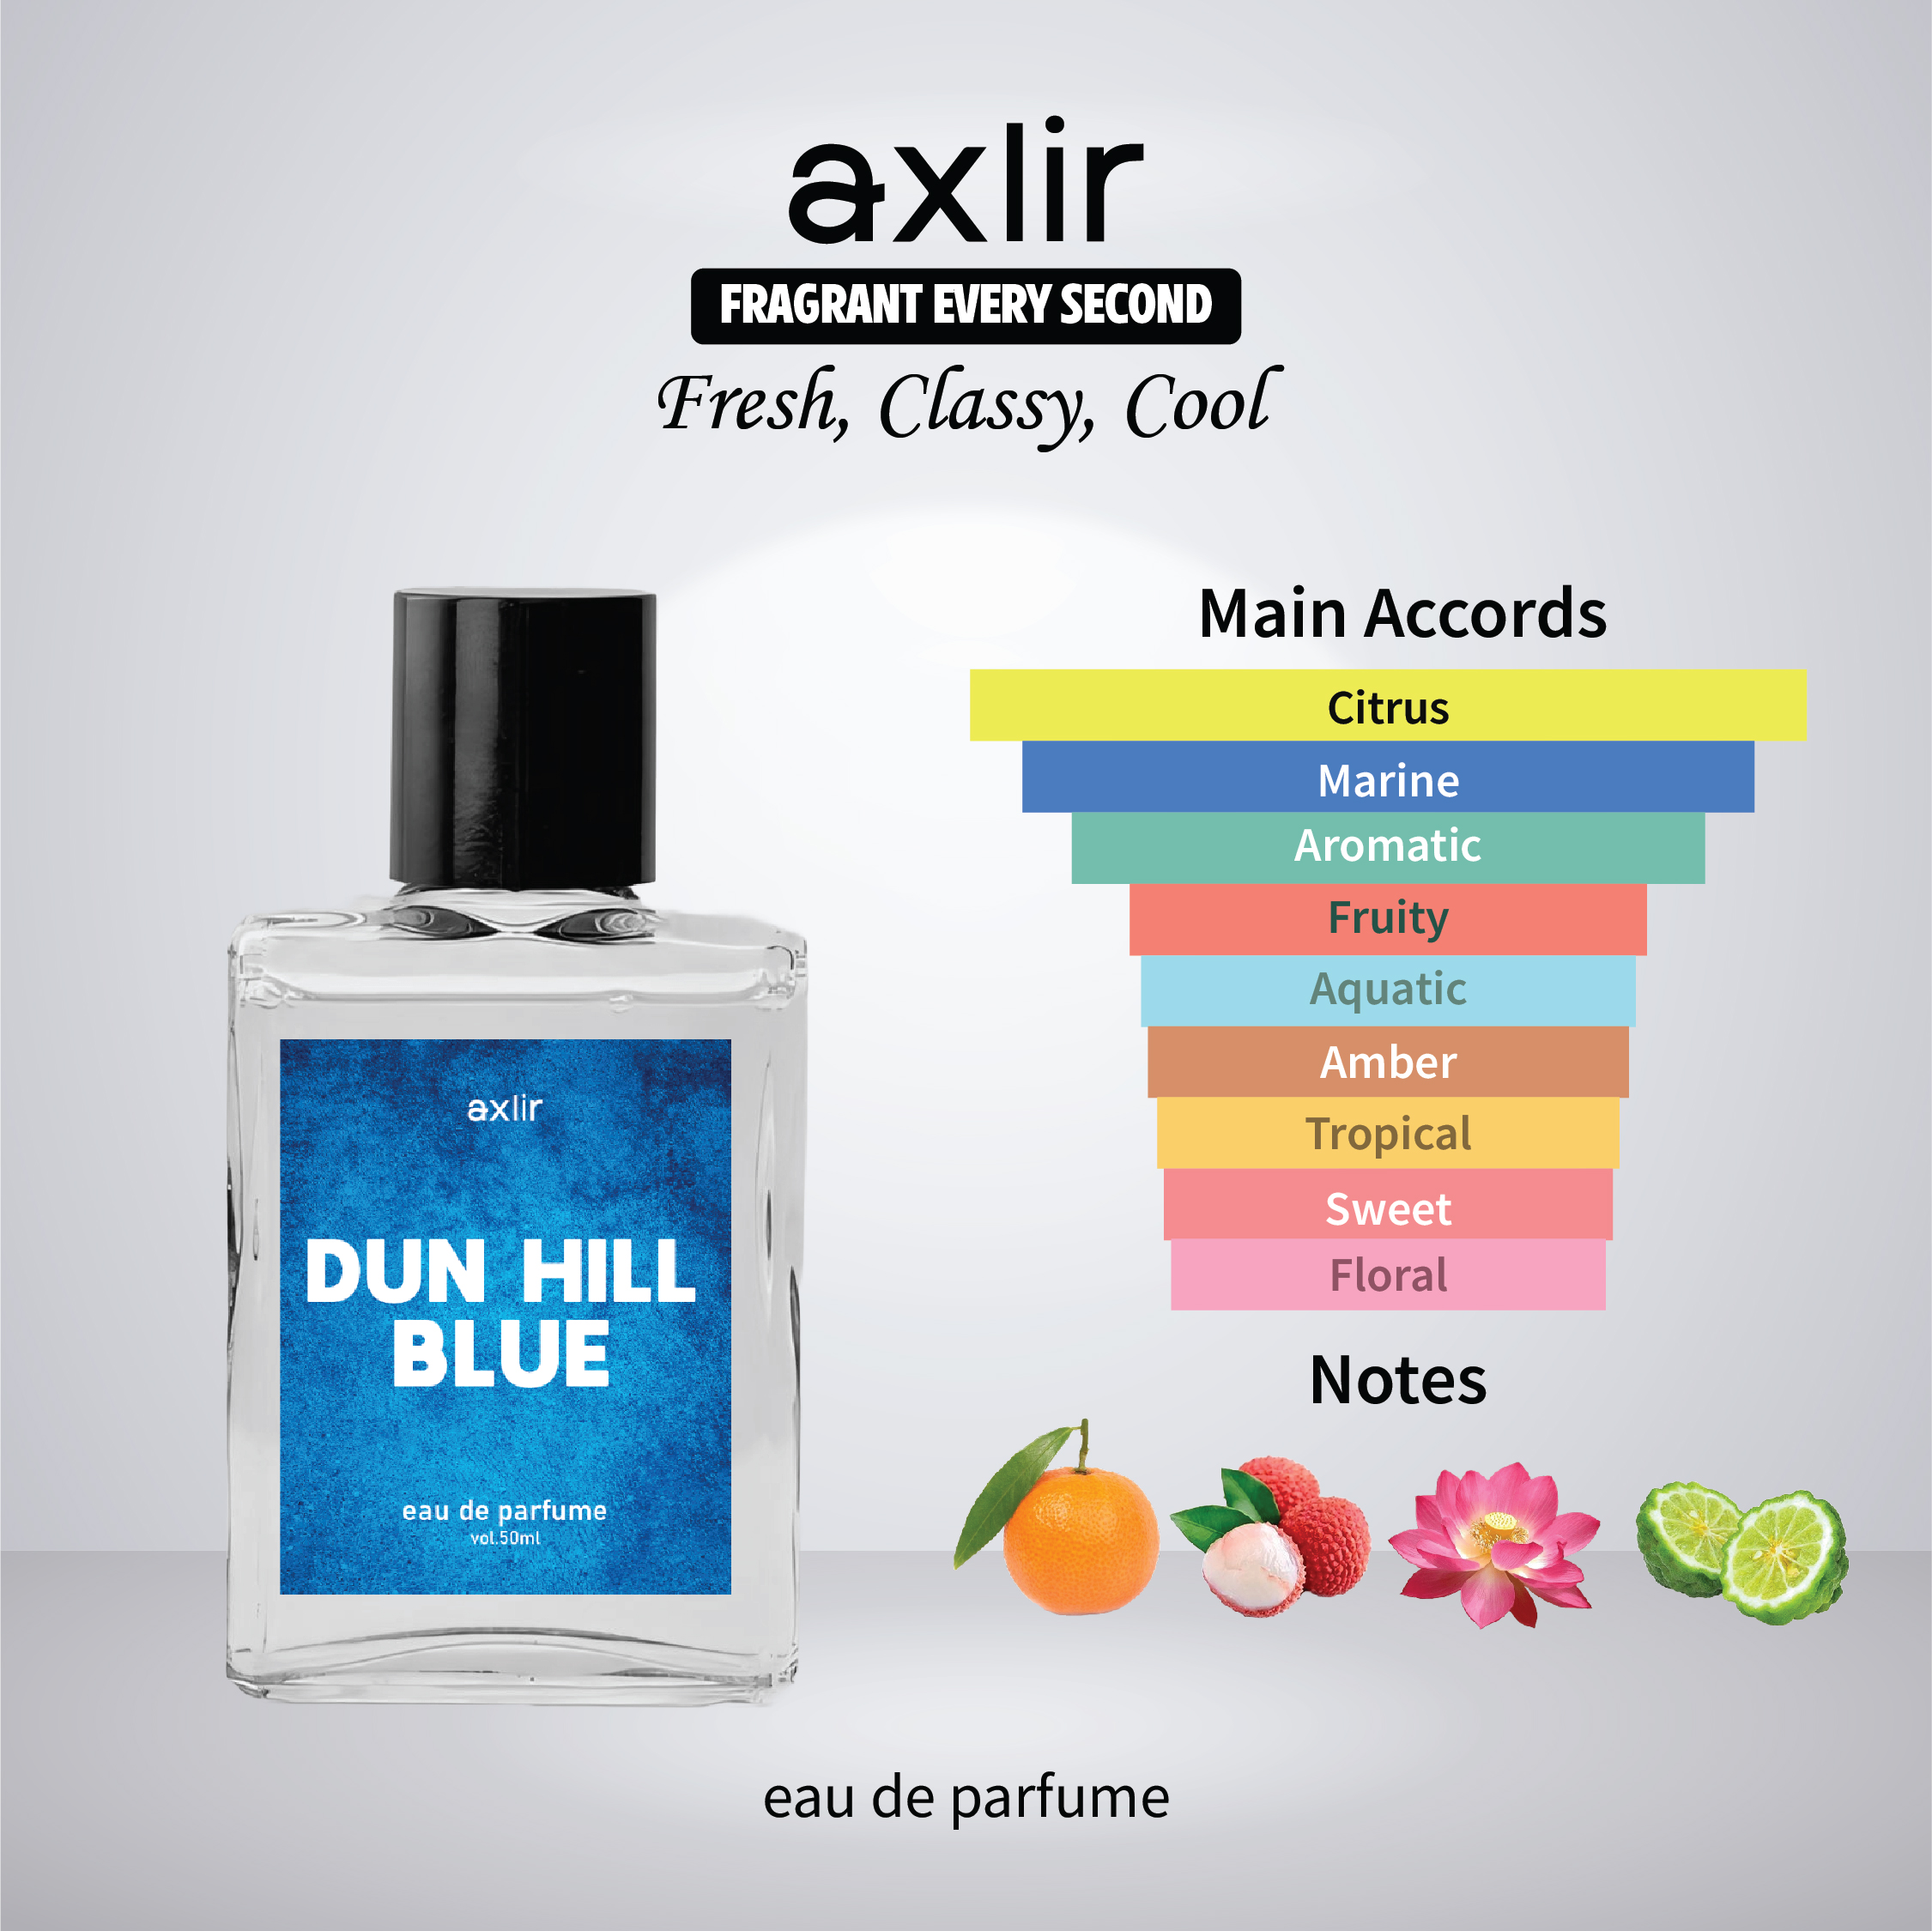 axlir
FRAGRANT EVERY SECOND
Fresh, Classy, Cool
axlir
DUN HILL
BLUE
eau de parfume
vol.50ml
Main Accords
Citrus
Marine
Aromatic
Fruity
Aquatic
Amber
Tropical
Sweet
Floral
Notes
eau de parfume